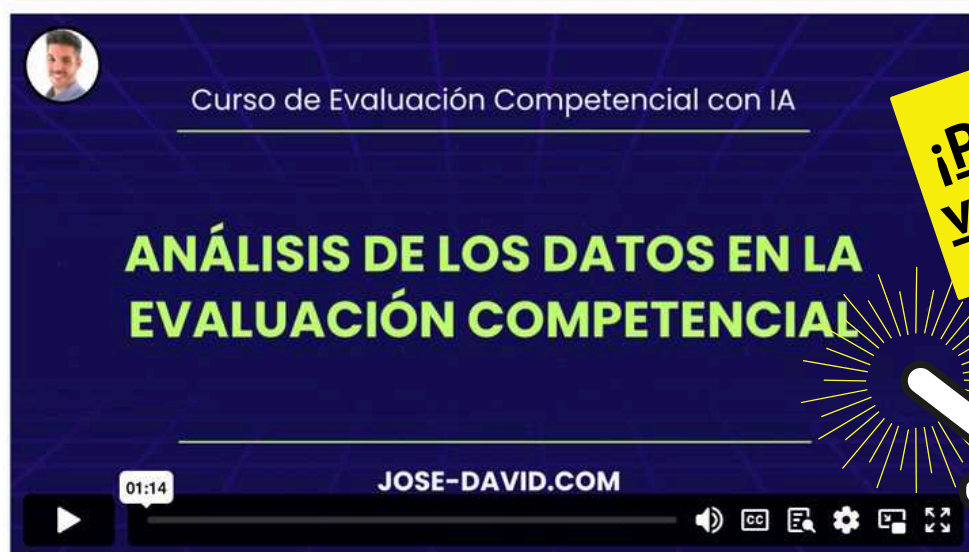 Curso de Evaluación Competencial con IA
ANÁLISIS DE LOS DATOS EN LA
EVALUACIÓN COMPETENCIAL
JOSE-DAVID.COM
01:14
CC